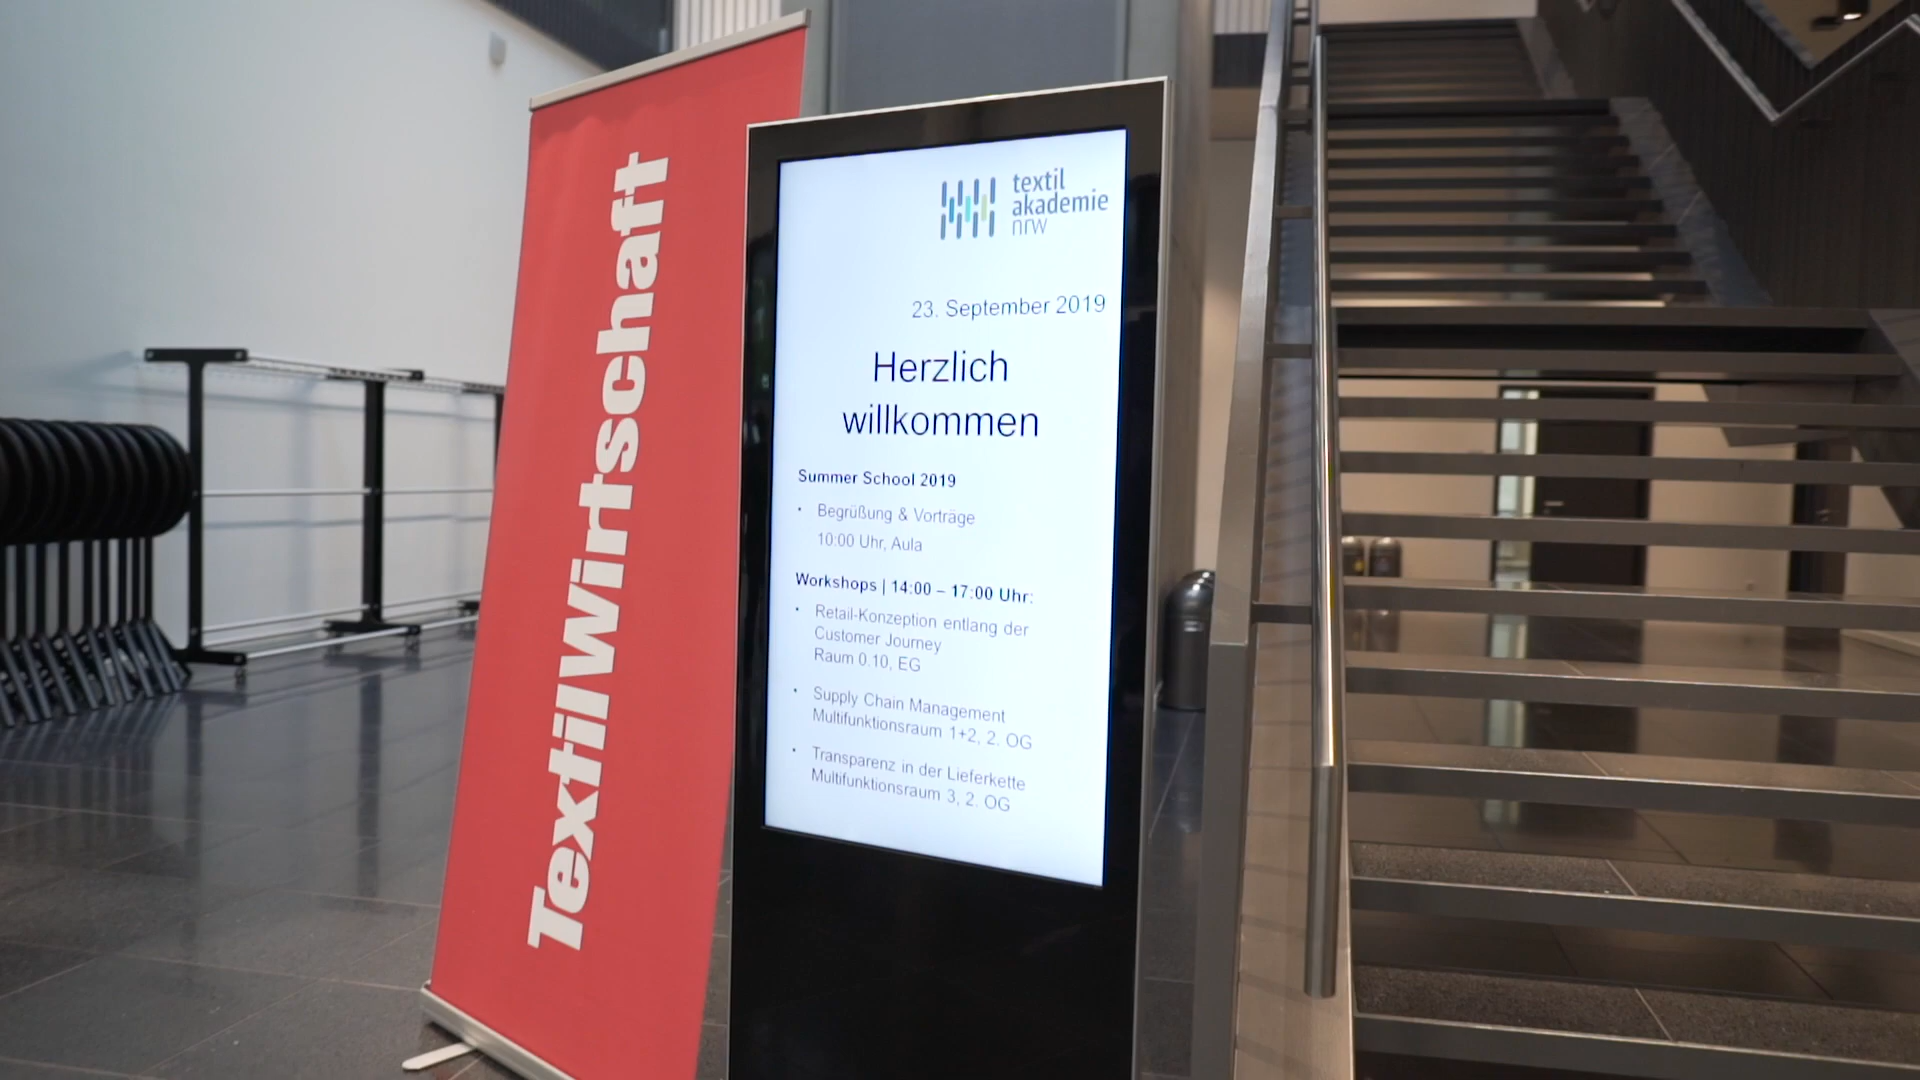 TextilWirtschaft
textil
akademie
nrw
23. September 2019
Herzlich
willkommen
Summer School 2019
• Begrüßung & Vorträge
10:00 Uhr, Aula
Workshops | 14:00 – 17:00 Uhr:
• Retail-Konzeption entlang der
Customer Journey
Raum 0.10, EG
• Supply Chain Management
Multifunktionsraum 1+2, 2. OG
• Transparenz in der Lieferkette
Multifunktionsraum 3, 2. OG